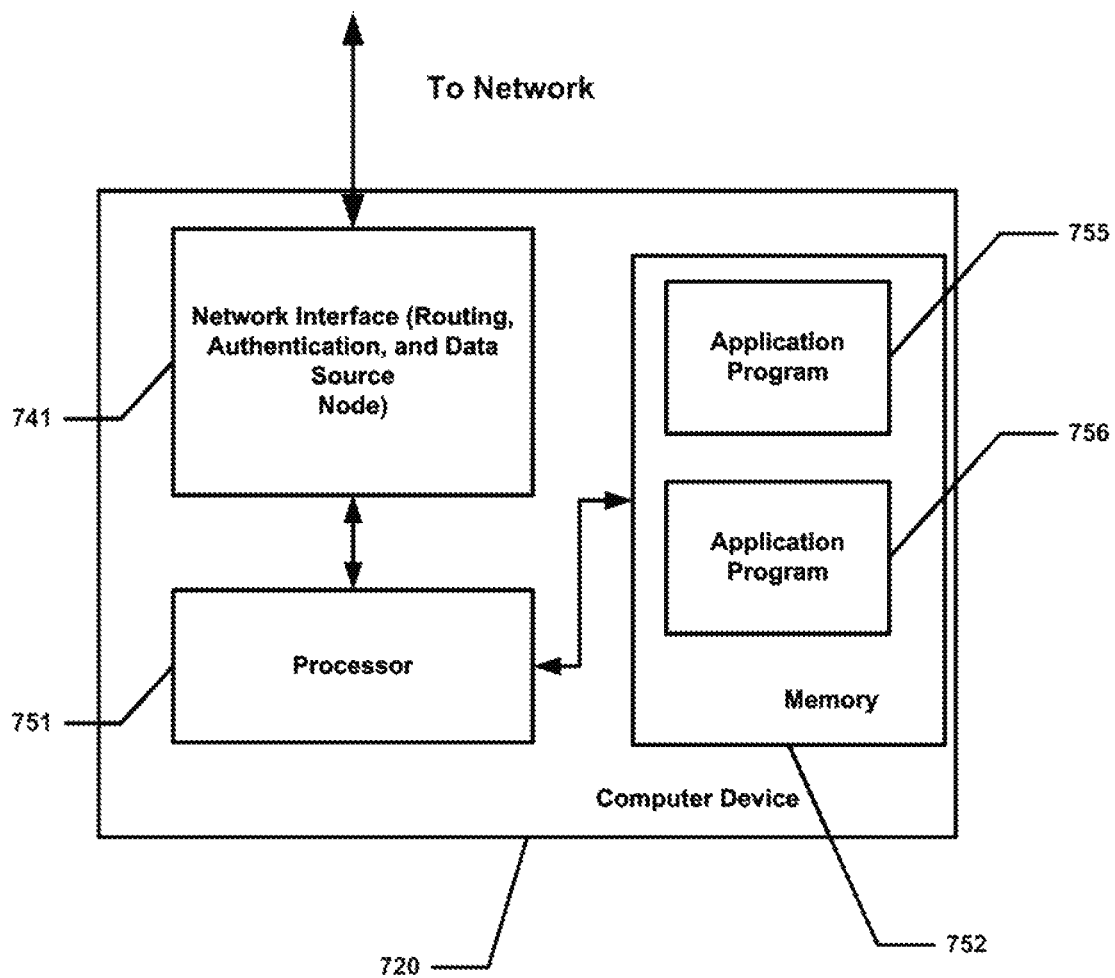 To Network
755
Network Interface (Routing,
Authentication, and Data
Source
Node)
Application
Program
741
756
Application
Program
Processor
751
Memory
Computer Device
752
720